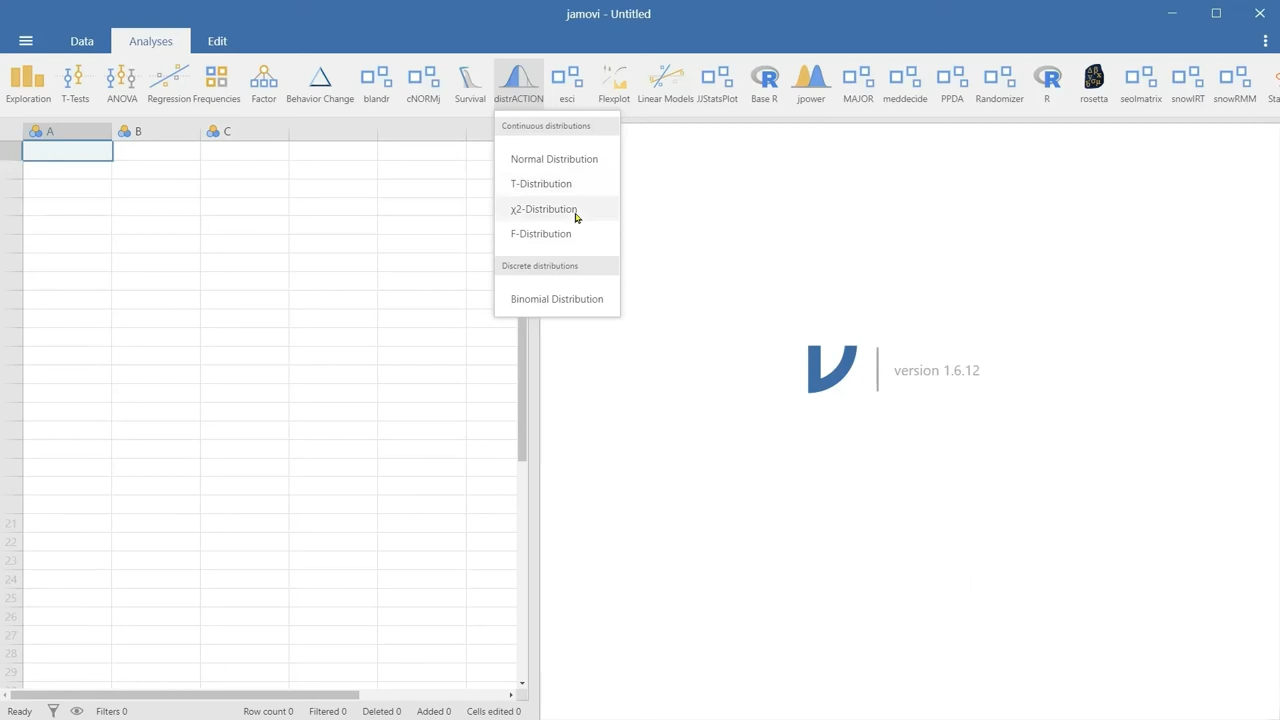 jamovi - Untitled
Data Analyses Edit
Exploration T-Tests ANOVA Regression Frequencies Factor Behavior Change blandr cNORMj Survival distrACTION esci Flexplot Linear Models JJStatsPlot Base R jpower MAJOR meddecide PPDA Randomizer R rosetta seolmatrix snowIRT snowRMM
A B C
Continuous distributions
Normal Distribution
T-Distribution
χ2-Distribution
F-Distribution
Discrete distributions
Binomial Distribution
version 1.6.12
21
22
23
24
25
26
27
28
29
Ready Filters 0 Row count 0 Filtered 0 Deleted 0 Added 0 Cells edited 0